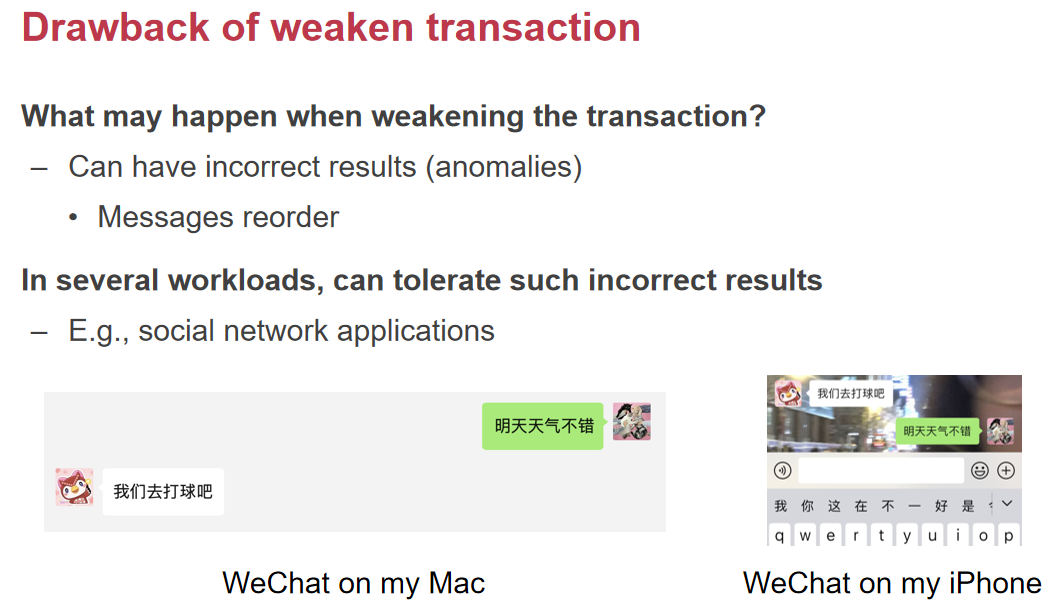 Drawback of weaken transaction
What may happen when weakening the transaction?
– Can have incorrect results (anomalies)
• Messages reorder
In several workloads, can tolerate such incorrect results
– E.g., social network applications
明天天气不错
我们去打球吧
WeChat on my Mac
我们去打球吧
明天天气不错
我 你 这 在 不 一 好 是
q w e r t y u i o p
WeChat on my iPhone